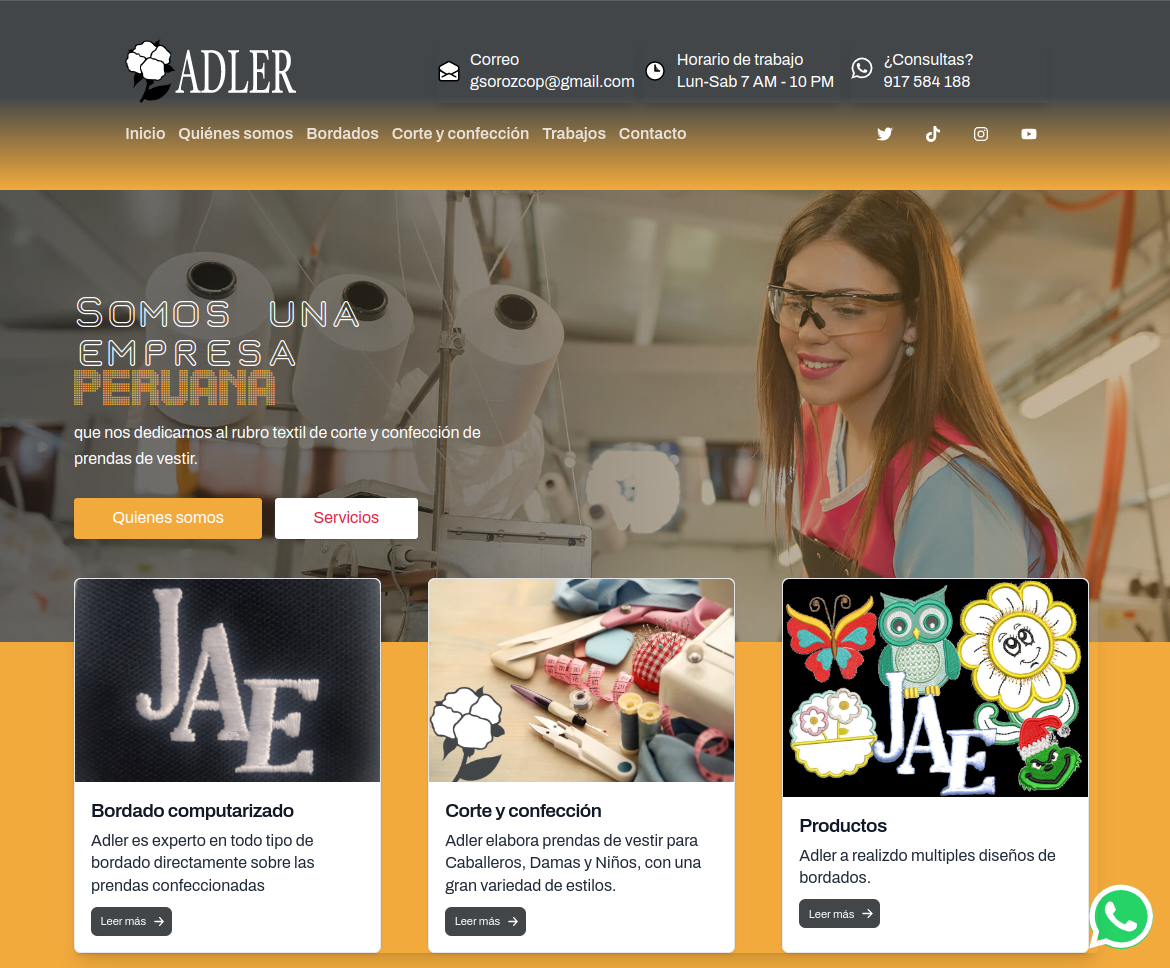 ADLER
Correo
gsorozcop@gmail.com
Horario de trabajo
Lun-Sab 7 AM - 10 PM
¿Consultas?
917 584 188
Inicio Quiénes somos Bordados Corte y confección Trabajos Contacto
Somos una
empresa
PERUANA
que nos dedicamos al rubro textil de corte y confección de
prendas de vestir.
Quienes somos Servicios
JAE
JAE
Bordado computarizado
Adler es experto en todo tipo de
bordado directamente sobre las
prendas confeccionadas
Leer más
Corte y confección
Adler elabora prendas de vestir para
Caballeros, Damas y Niños, con una
gran variedad de estilos.
Leer más
Productos
Adler a realizdo multiples diseños de
bordados.
Leer más